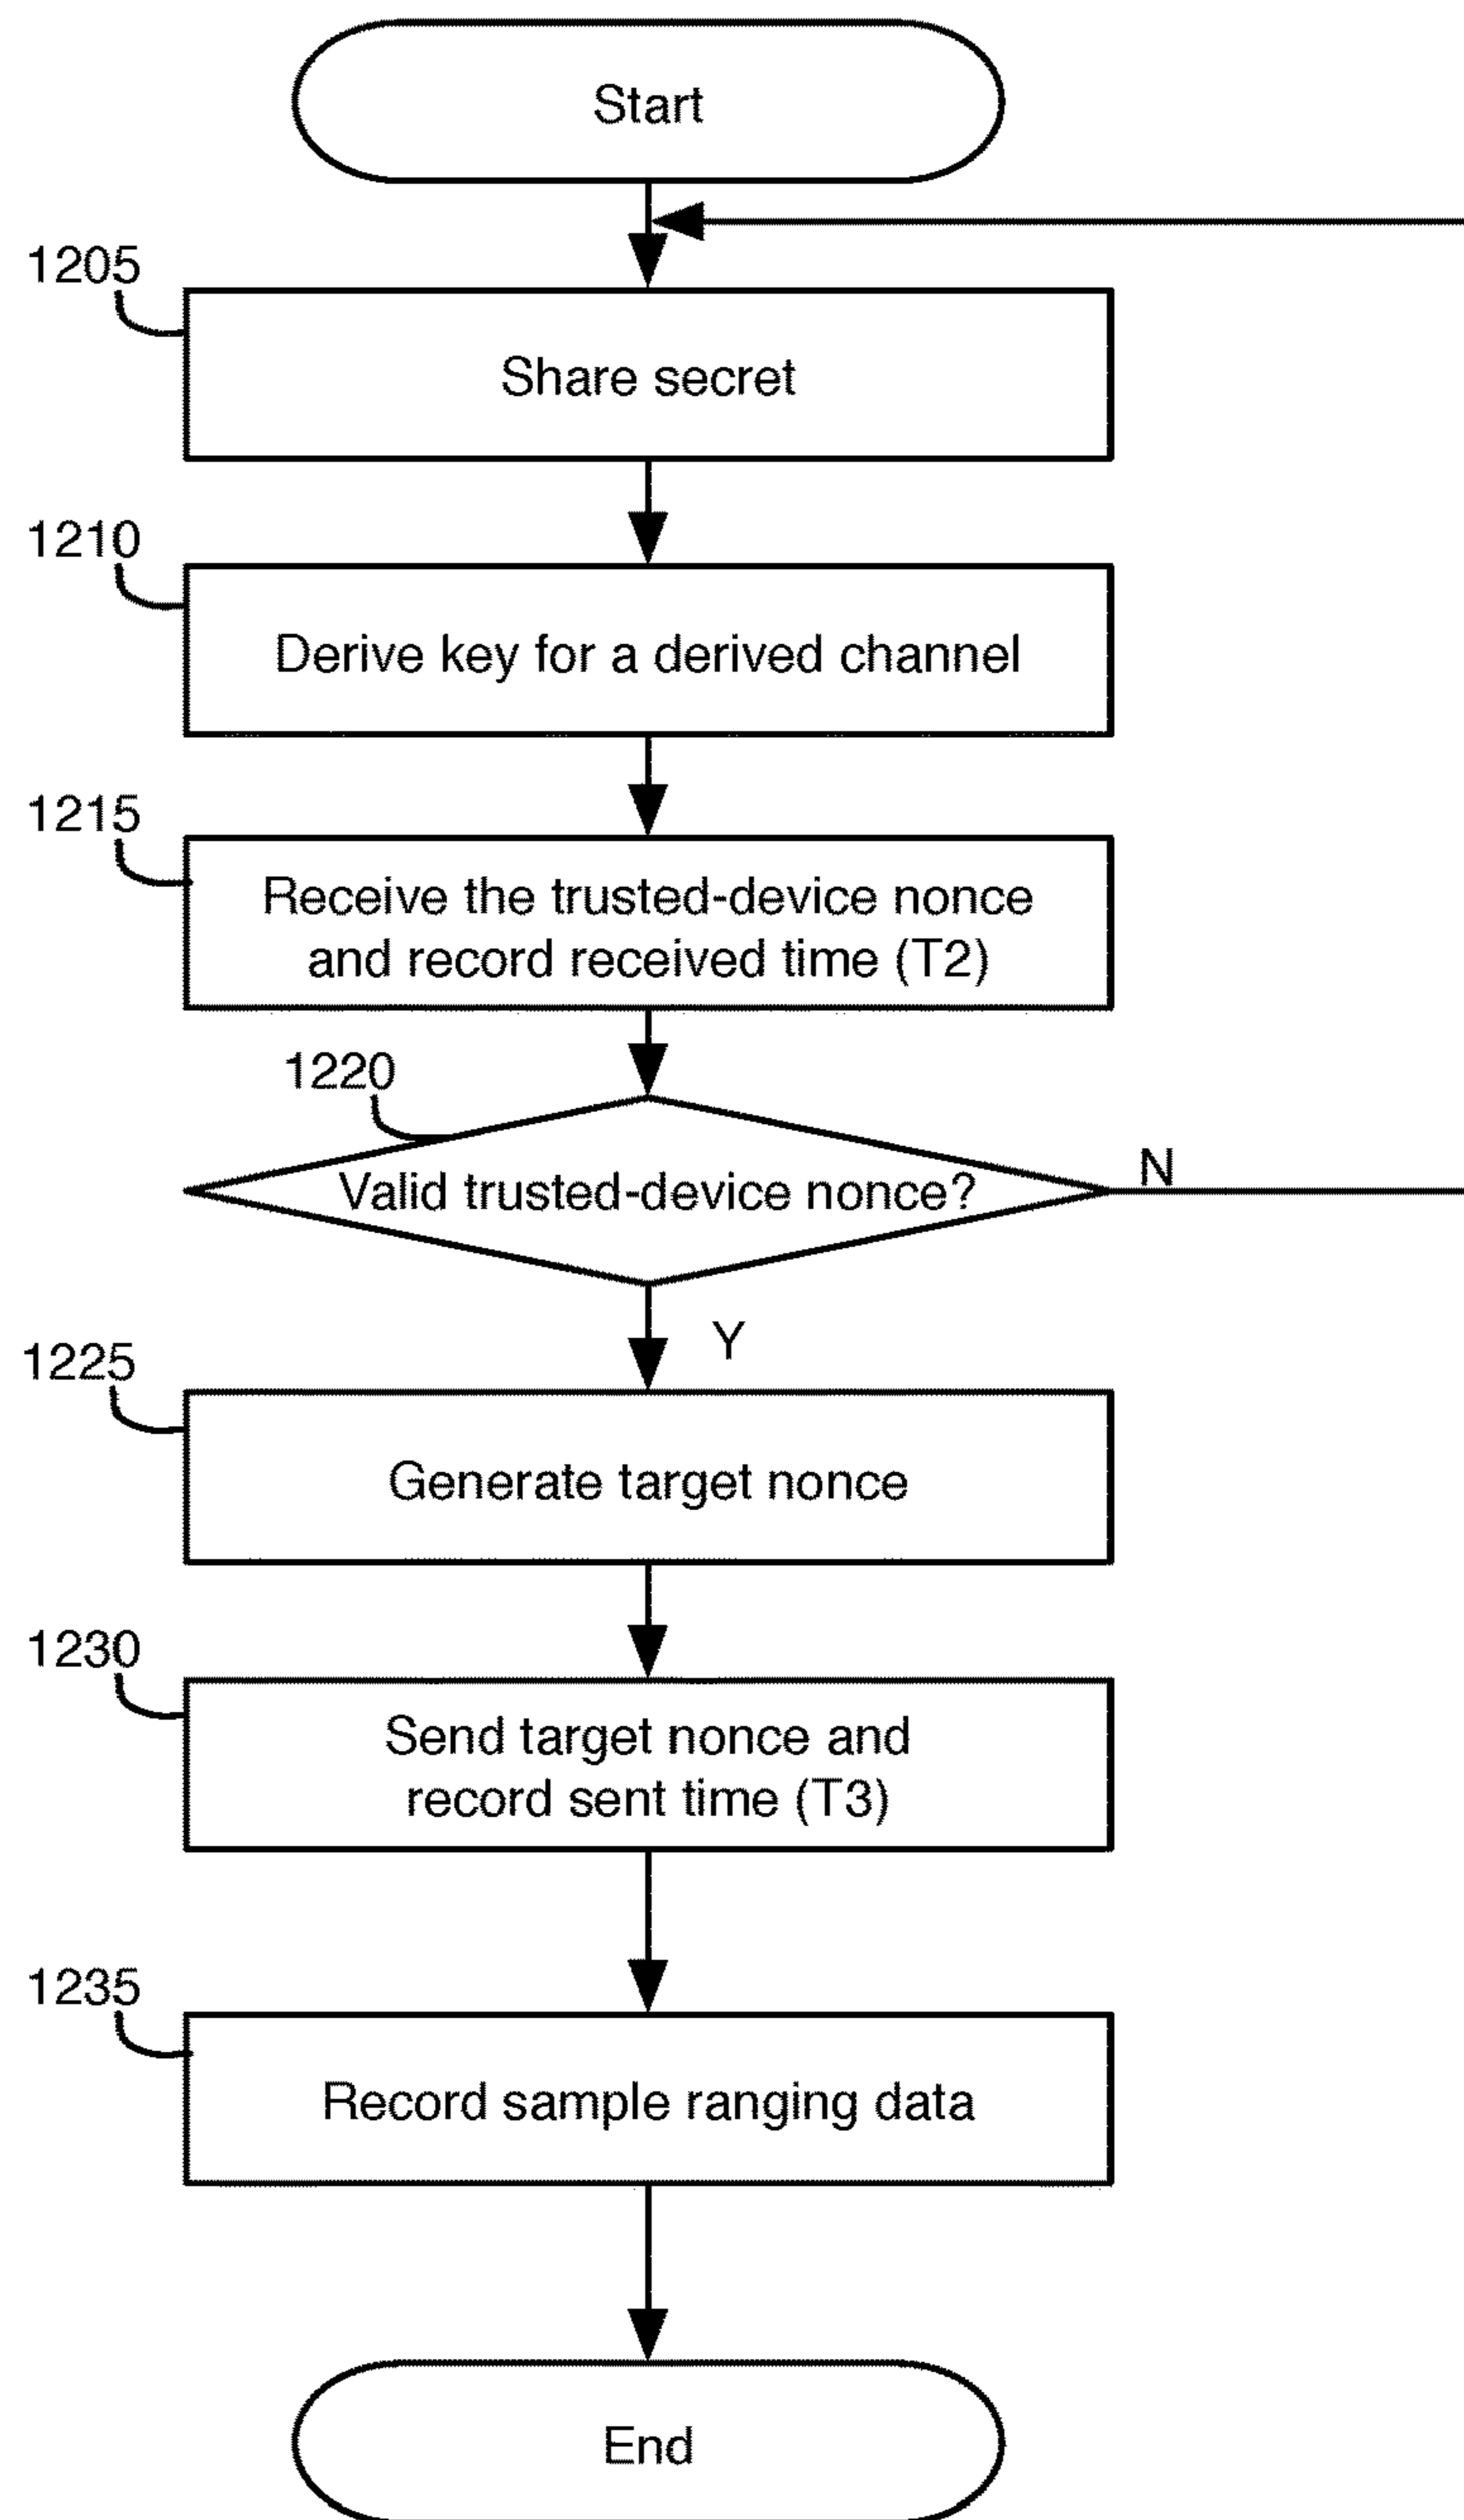 Start
1205
Share secret
1210
Derive key for a derived channel
1215
Receive the trusted-device nonce
and record received time (T2)
1220
Valid trusted-device nonce?
N
Y
1225
Generate target nonce
1230
Send target nonce and
record sent time (T3)
1235
Record sample ranging data
End